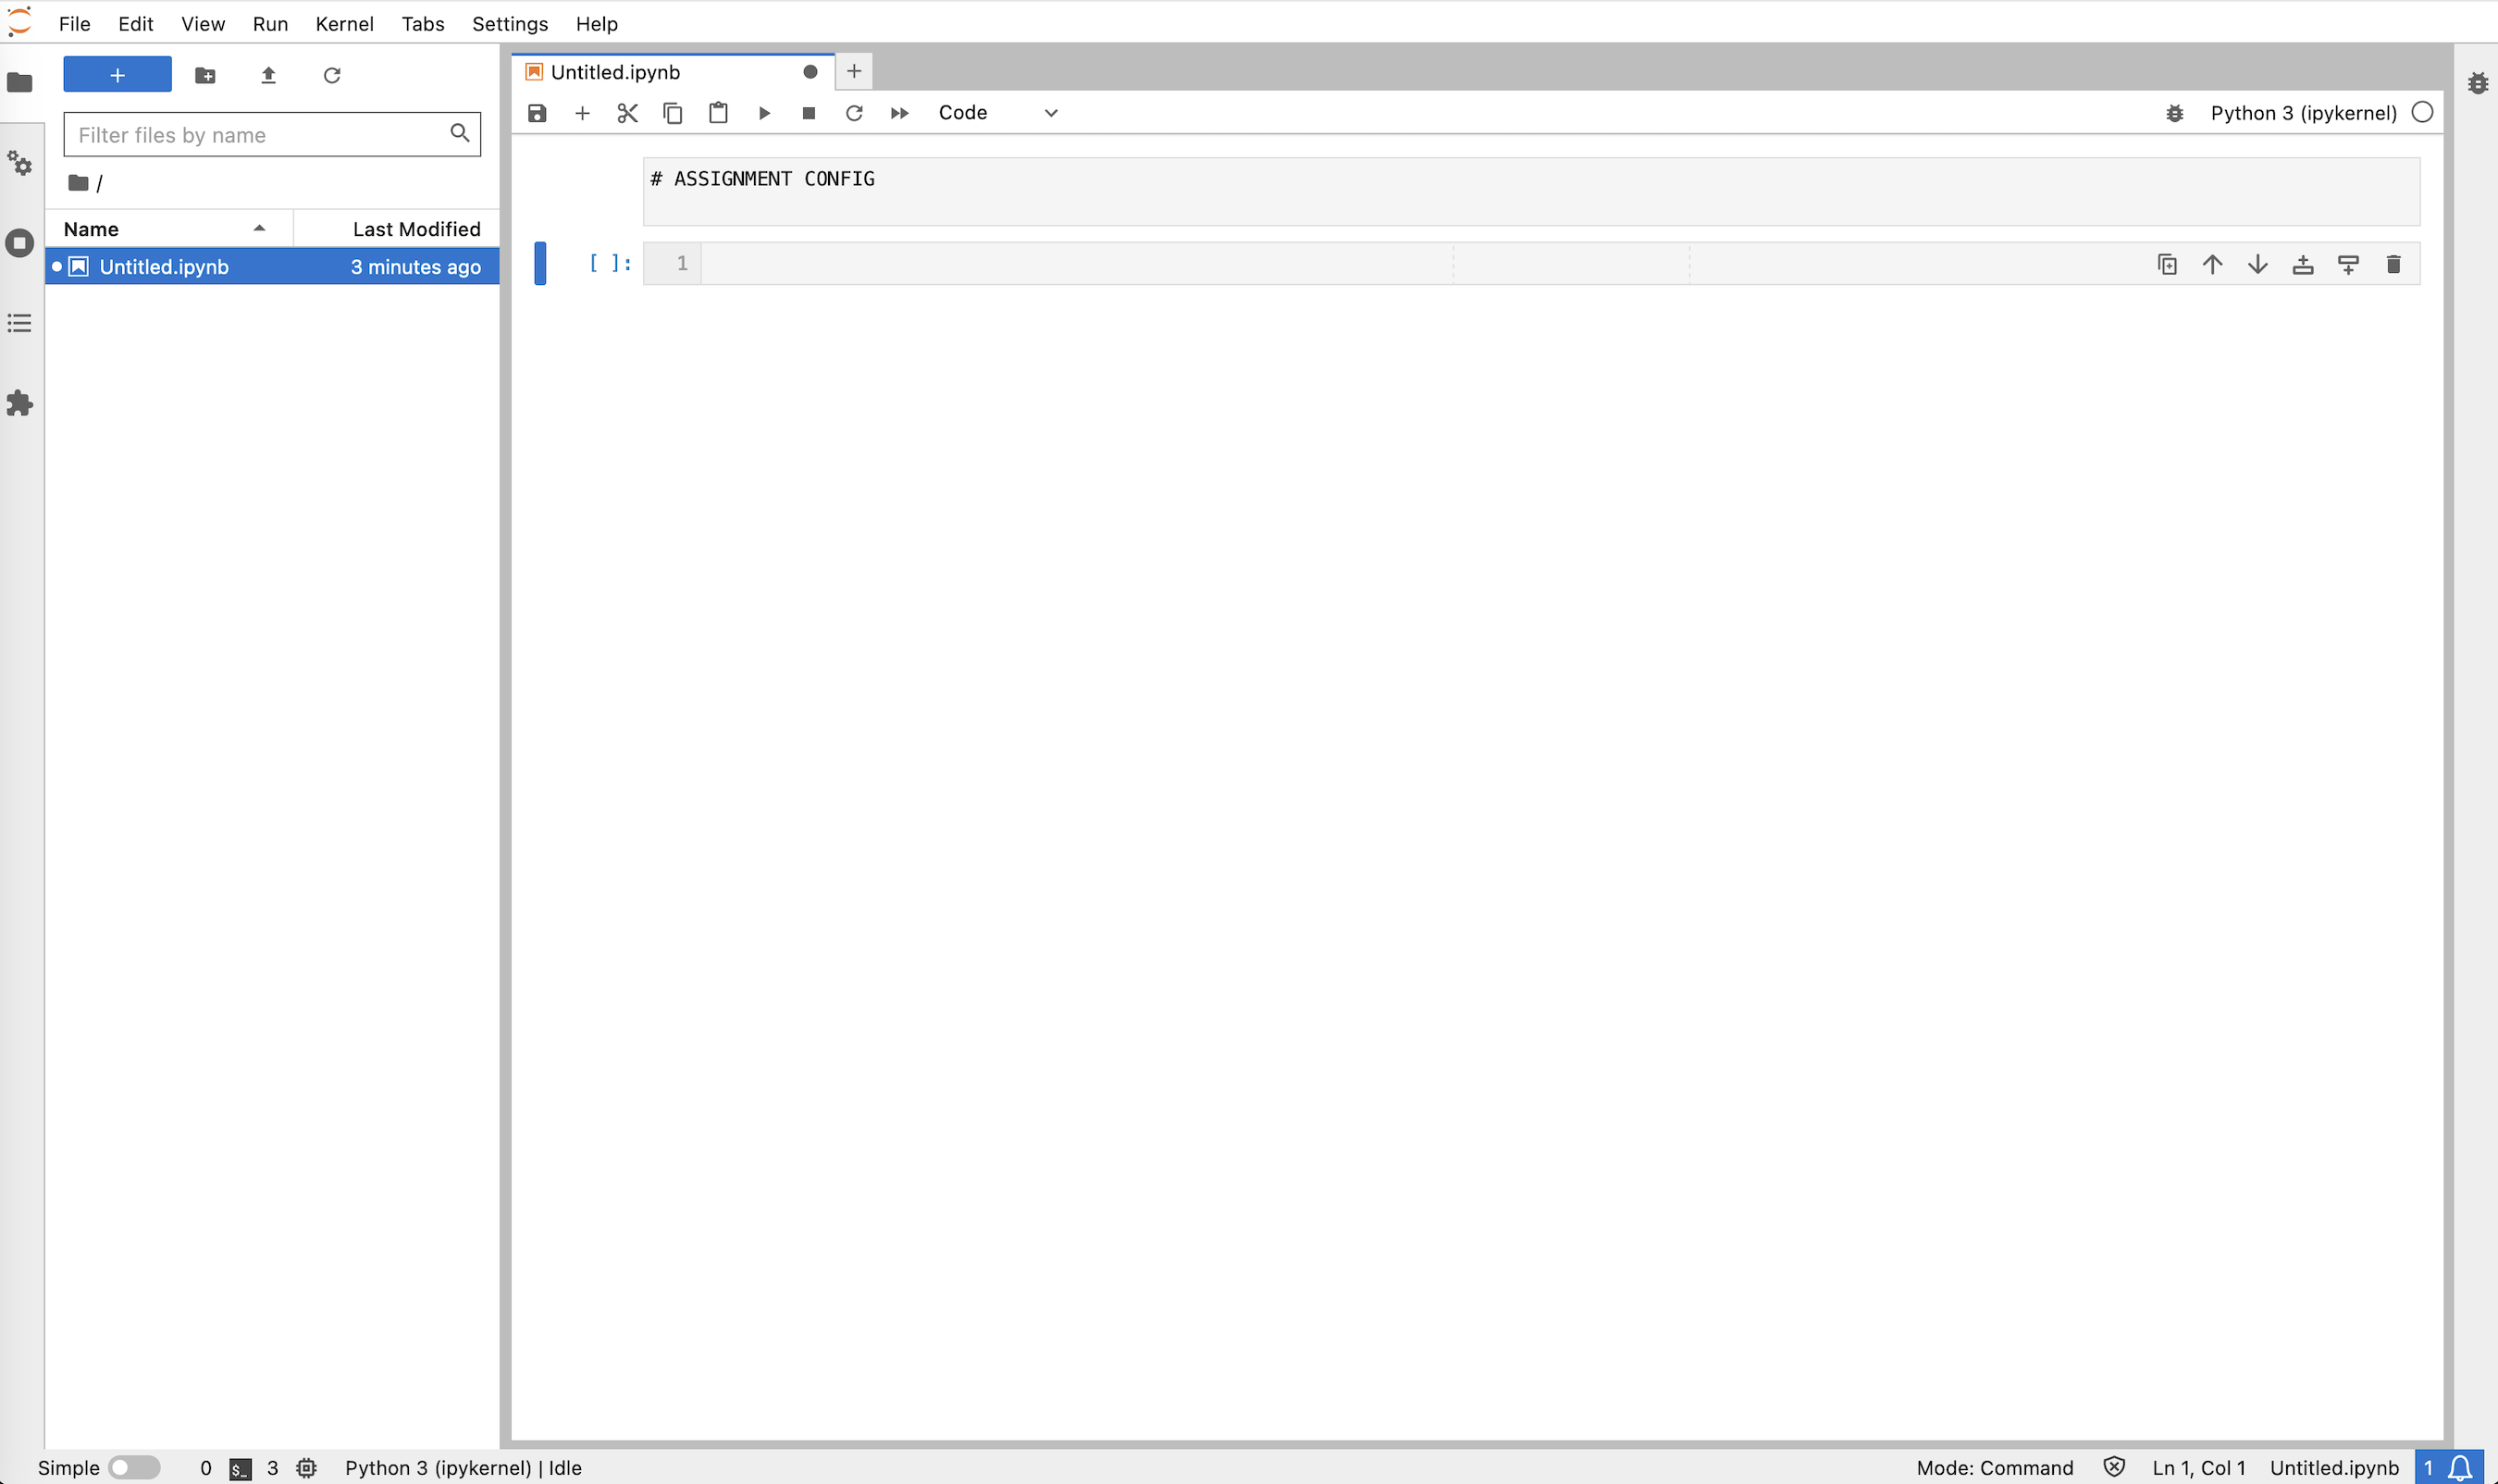 File Edit View Run Kernel Tabs Settings Help
+
Filter files by name
/
Name Last Modified
Untitled.ipynb 3 minutes ago
Untitled.ipynb
+
Code
Python 3 (ipykernel)
# ASSIGNMENT CONFIG
[ ]: 1
Simple 0 $_ 3 Python 3 (ipykernel) | Idle
Mode: Command Ln 1, Col 1 Untitled.ipynb 1